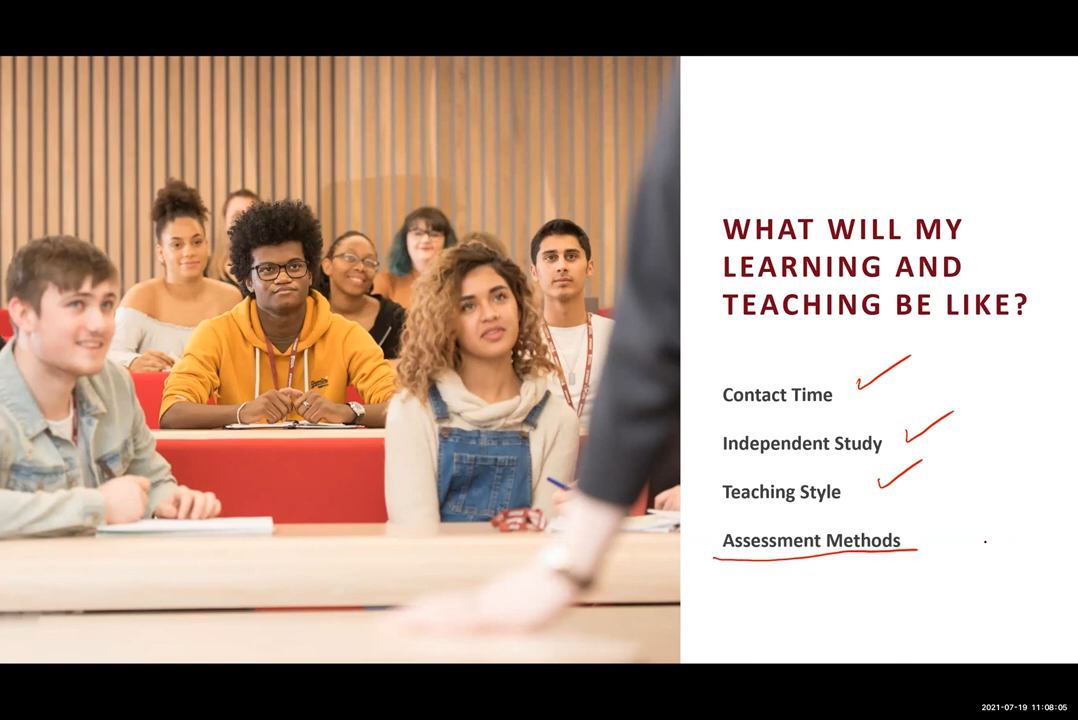 WHAT WILL MY
LEARNING AND
TEACHING BE LIKE?
Contact Time
Independent Study
Teaching Style
Assessment Methods
2021-07-19 11:08:05